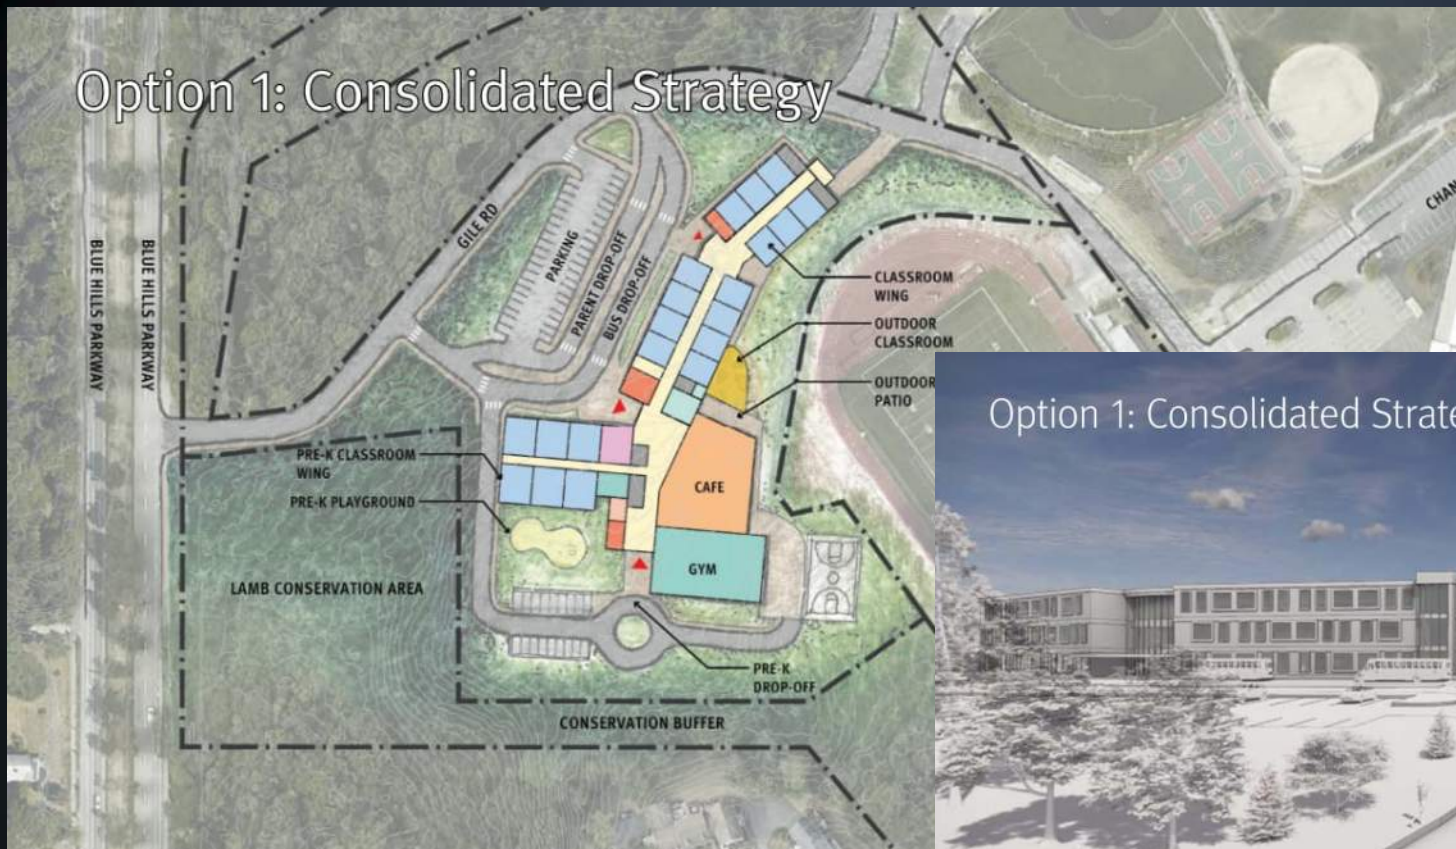 Option 1: Consolidated Strategy
BLUE HILLS PARKWAY
BLUE HILLS PARKWAY
GILE RD
PARKING
PARENT DROP-OFF
BUS DROP-OFF
CHAN
CLASSROOM
WING
OUTDOOR
CLASSROOM
OUTDOOR
PATIO
PRE-K CLASSROOM
WING
PRE-K PLAYGROUND
CAFE
GYM
LAMB CONSERVATION AREA
PRE-K
DROP-OFF
CONSERVATION BUFFER
Option 1: Consolidated Strate